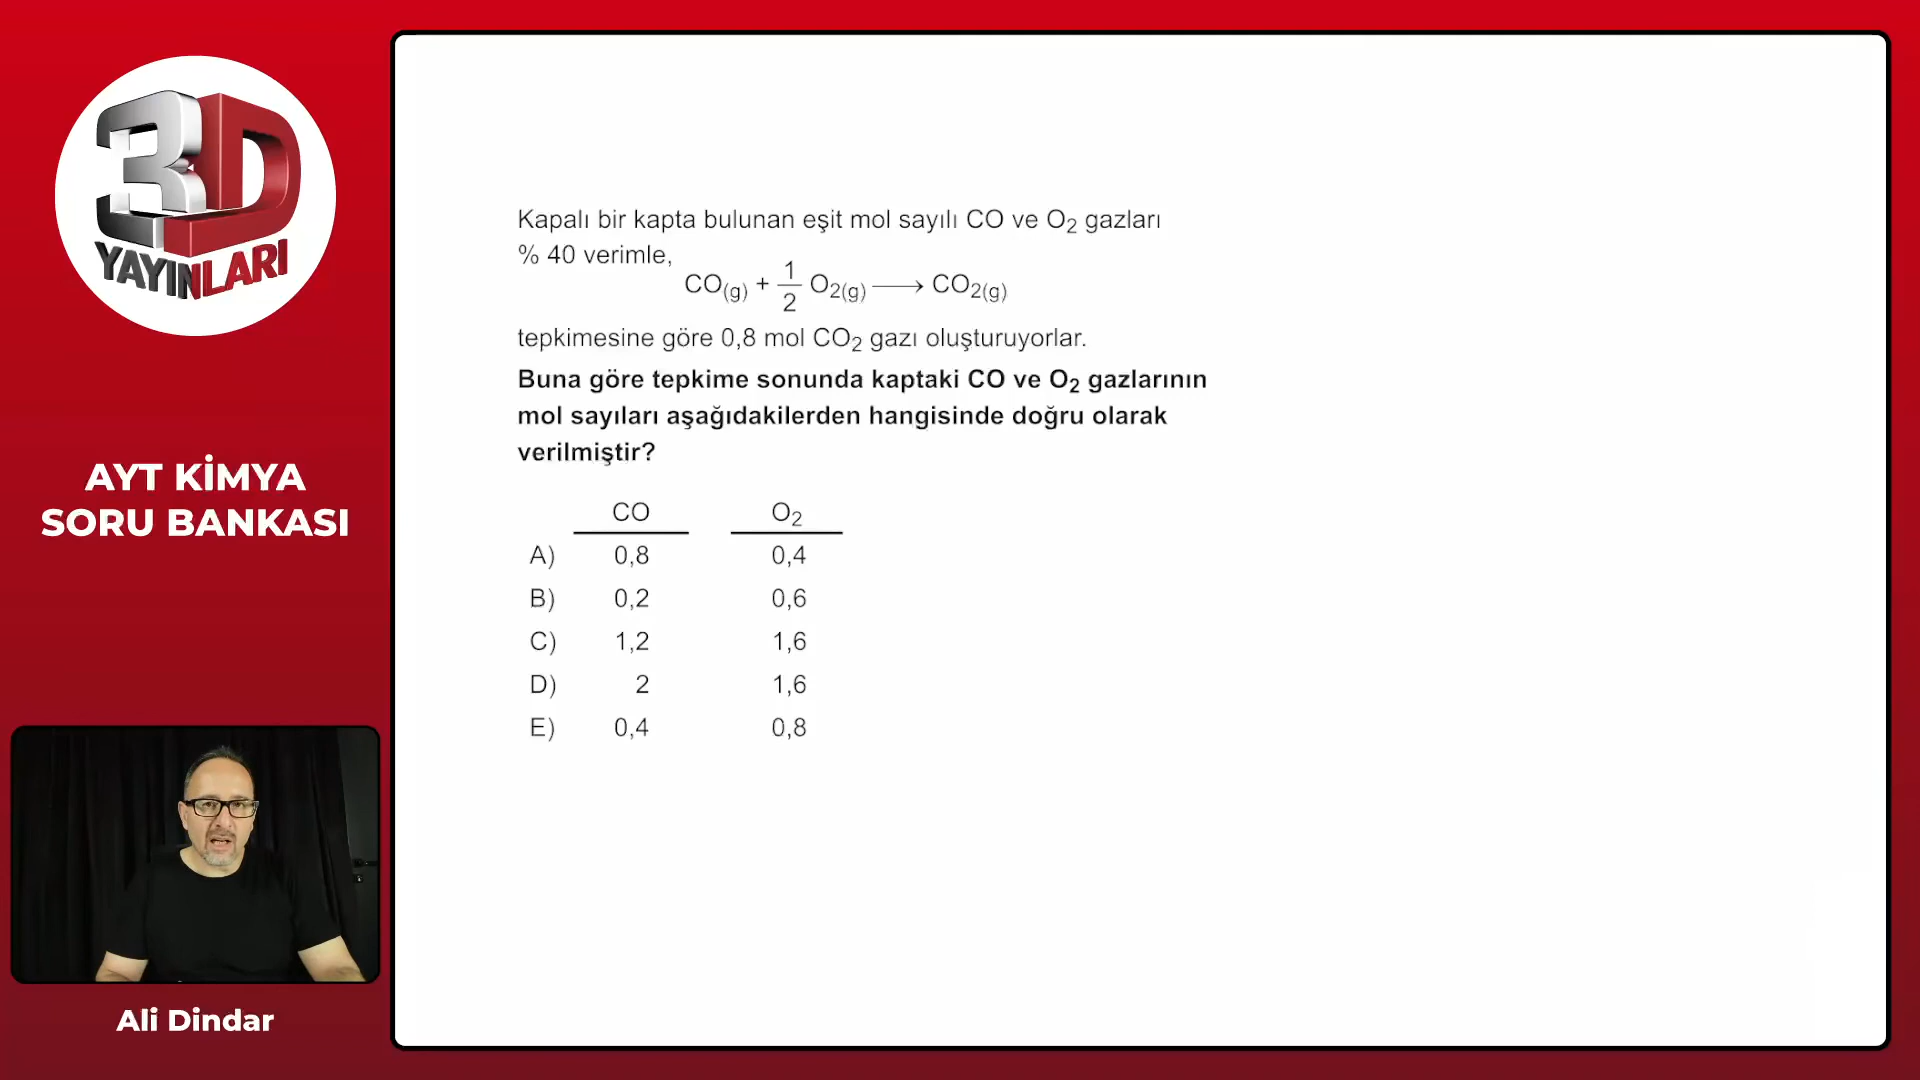 3D
YAYINLARI
AYT KİMYA
SORU BANKASI
Ali Dindar
Kapalı bir kapta bulunan eşit mol sayılı CO ve O₂ gazları
% 40 verimle,
CO(g) + 1/2 O₂(g) ⟶ CO₂(g)
tepkimesine göre 0,8 mol CO₂ gazı oluşturuyorlar.
Buna göre tepkime sonunda kaptaki CO ve O₂ gazlarının
mol sayıları aşağıdakilerden hangisinde doğru olarak
verilmiştir?
CO O₂
A) 0,8 0,4
B) 0,2 0,6
C) 1,2 1,6
D) 2 1,6
E) 0,4 0,8